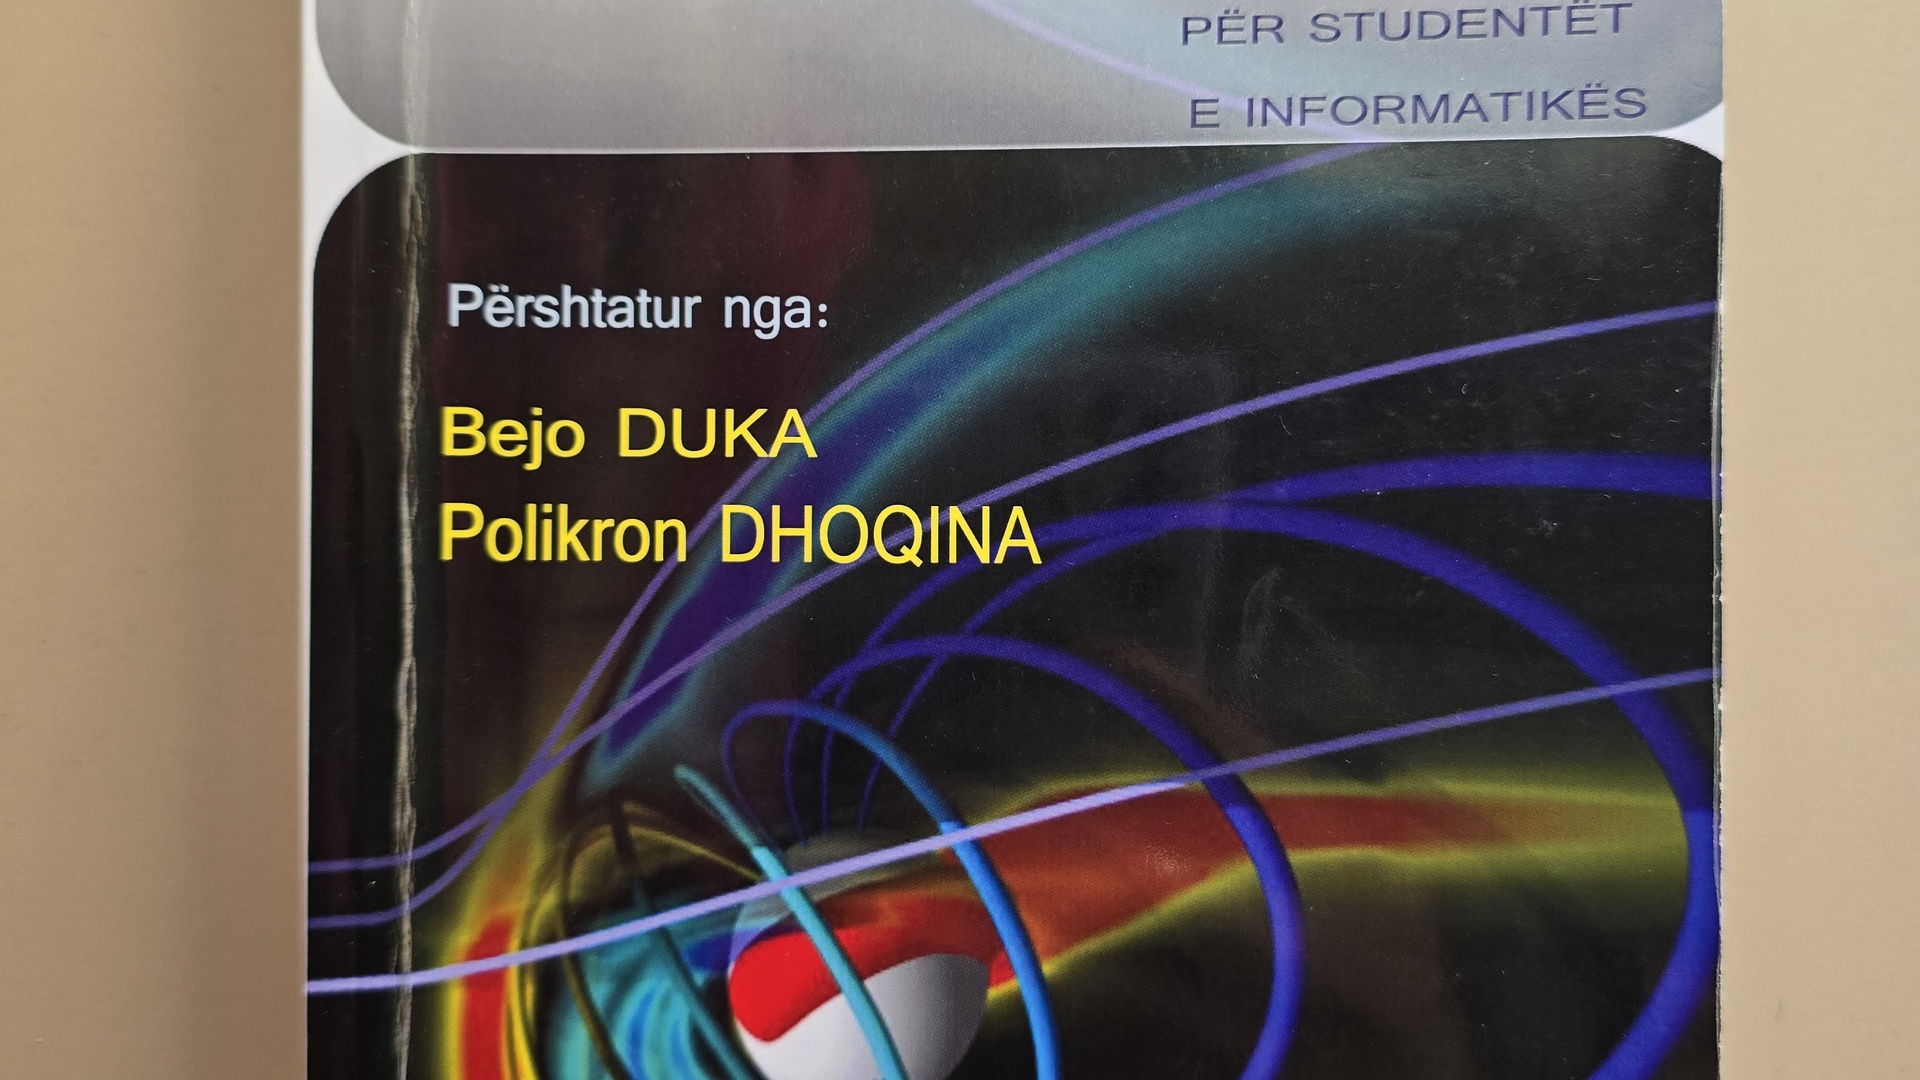 PËR STUDENTËT
E INFORMATIKËS
Përshtatur nga:
Bejo DUKA
Polikron DHOQINA